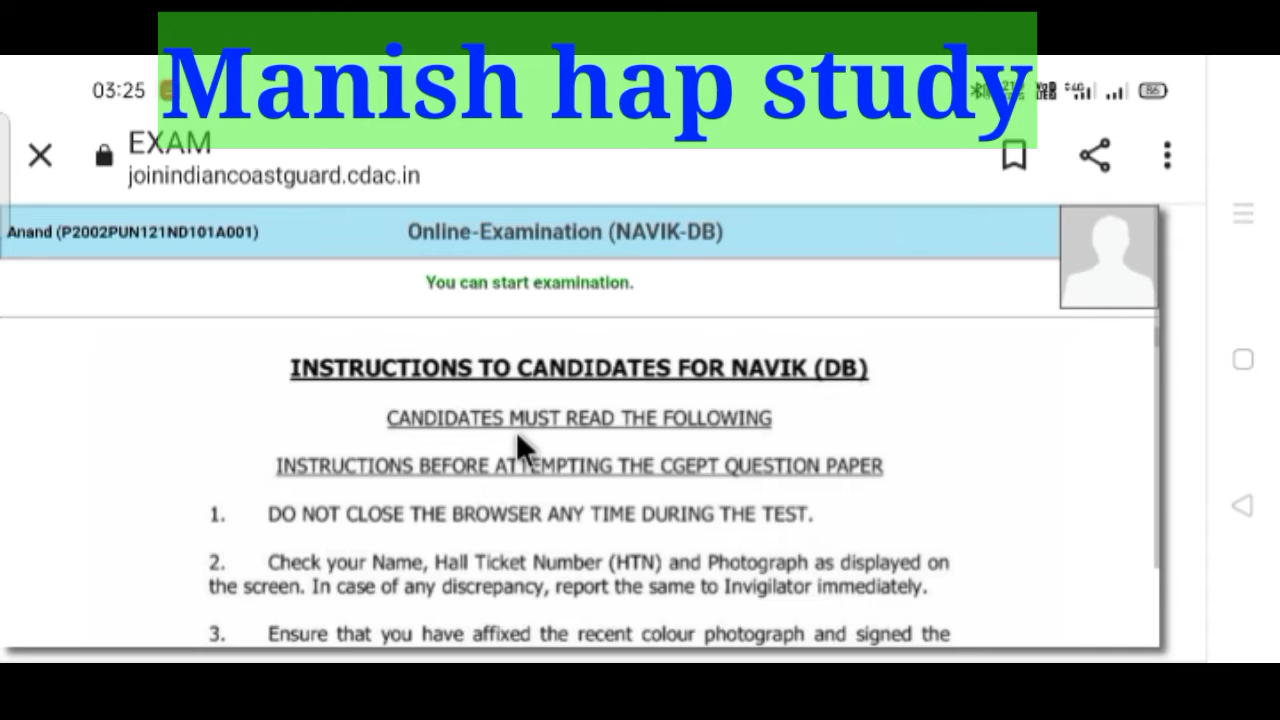 Manish hap study
03:25
86
EXAM
joinindiancoastguard.cdac.in
Anand (P2002PUN121ND101A001)
Online-Examination (NAVIK-DB)
You can start examination.
INSTRUCTIONS TO CANDIDATES FOR NAVIK (DB)
CANDIDATES MUST READ THE FOLLOWING
INSTRUCTIONS BEFORE ATTEMPTING THE CGEPT QUESTION PAPER
1. DO NOT CLOSE THE BROWSER ANY TIME DURING THE TEST.
2. Check your Name, Hall Ticket Number (HTN) and Photograph as displayed on
the screen. In case of any discrepancy, report the same to Invigilator immediately.
3. Ensure that you have affixed the recent colour photograph and signed the